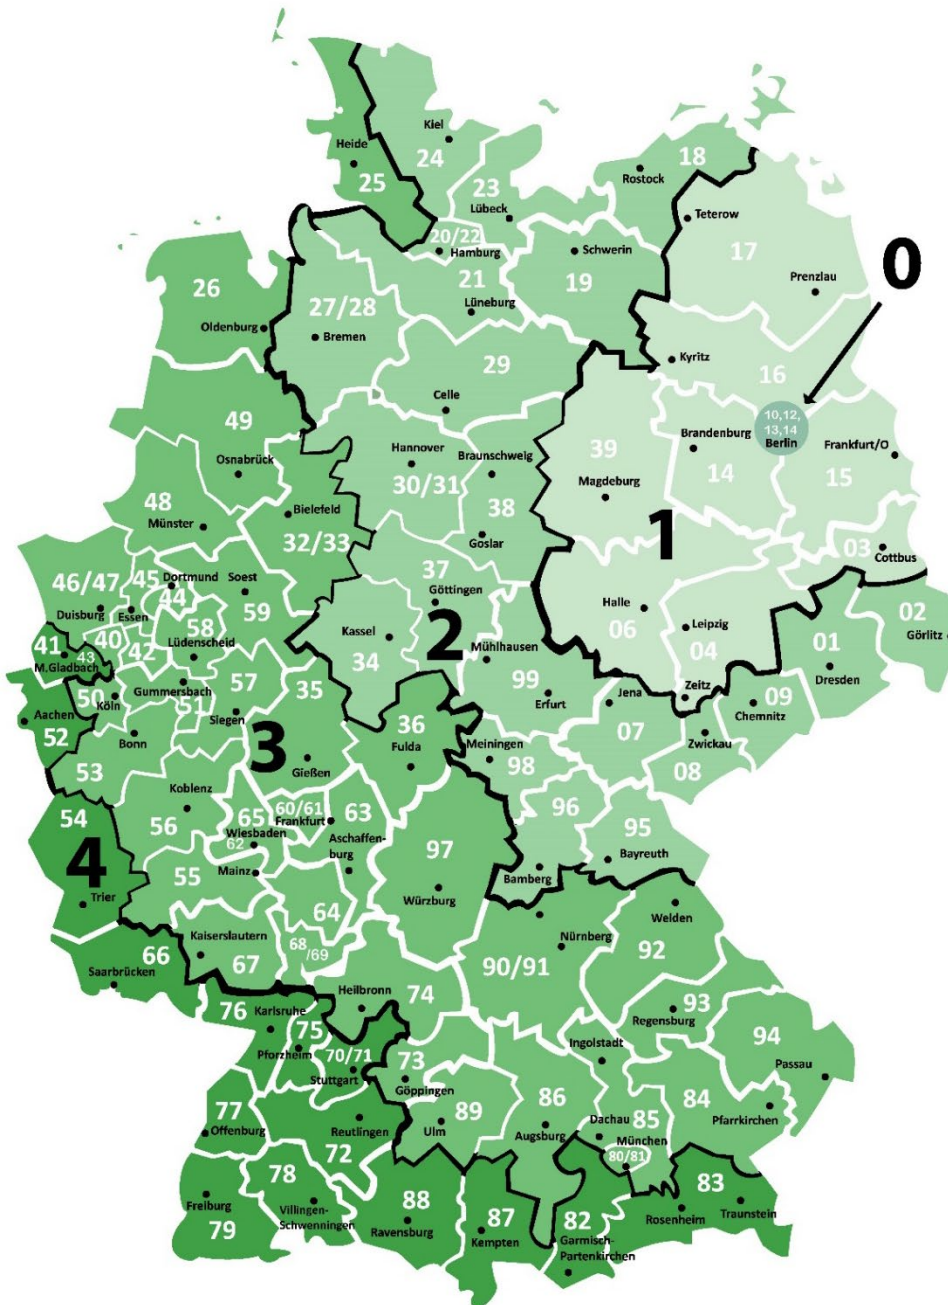 Kiel
24
Heide
25
23
Lübeck
18
Rostock
Teterow
17
Prenzlau
0
20/22
Hamburg
Schwerin
19
26
Oldenburg
27/28
Bremen
21
Lüneburg
29
Celle
Kyritz
16
10,12,
13,14
Berlin
49
Osnabrück
Hannover
30/31
Braunschweig
38
Goslar
39
Magdeburg
Brandenburg
14
Frankfurt/O
15
1
48
Münster
Bielefeld
32/33
03
Cottbus
46/47
Duisburg
45
Dortmund
44
Essen
Soest
59
37
Göttingen
Kassel
34
2
Mühlhausen
Halle
06
Leipzig
04
Zeitz
02
Görlitz
01
Dresden
41
M.Gladbach
43
40
42
58
Lüdenscheid
Gummersbach
57
Siegen
35
Gießen
3
99
Erfurt
Jena
07
09
Chemnitz
Zwickau
08
Aachen
52
50
Köln
51
Bonn
53
36
Fulda
Meiningen
98
Koblenz
56
65
Wiesbaden
62
60/61
Frankfurt
63
Aschaffen-
burg
96
95
Bayreuth
Bamberg
54
4
Trier
55
Mainz
64
97
Würzburg
Weiden
92
Nürnberg
90/91
66
Saarbrücken
Kaiserslautern
67
68
/69
Heilbronn
74
93
Regensburg
76
Karlsruhe
75
Pforzheim
70/71
Stuttgart
73
Göppingen
Ingolstadt
94
Passau
77
Offenburg
Reutlingen
72
89
Ulm
86
Augsburg
Dachau
85
München
80/81
84
Pfarrkirchen
Freiburg
79
78
Villingen-
Schwenningen
88
Ravensburg
87
Kempten
82
Garmisch-
Partenkirchen
Rosenheim
83
Traunstein